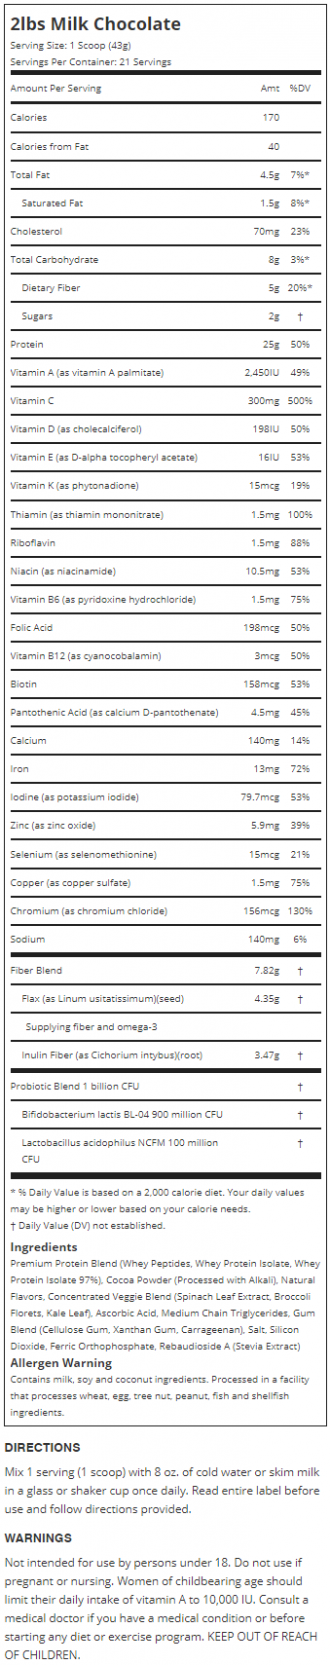 2lbs Milk Chocolate
Serving Size: 1 Scoop (43g)
Servings Per Container: 21 Servings
Amount Per Serving Amt %DV
Calories 170
Calories from Fat 40
Total Fat 4.5g 7%*
Saturated Fat 1.5g 8%*
Cholesterol 70mg 23%
Total Carbohydrate 8g 3%*
Dietary Fiber 5g 20%*
Sugars 2g †
Protein 25g 50%
Vitamin A (as vitamin A palmitate) 2,450IU 49%
Vitamin C 300mg 500%
Vitamin D (as cholecalciferol) 198IU 50%
Vitamin E (as D-alpha tocopheryl acetate) 16IU 53%
Vitamin K (as phytonadione) 15mcg 19%
Thiamin (as thiamin mononitrate) 1.5mg 100%
Riboflavin 1.5mg 88%
Niacin (as niacinamide) 10.5mg 53%
Vitamin B6 (as pyridoxine hydrochloride) 1.5mg 75%
Folic Acid 198mcg 50%
Vitamin B12 (as cyanocobalamin) 3mcg 50%
Biotin 158mcg 53%
Pantothenic Acid (as calcium D-pantothenate) 4.5mg 45%
Calcium 140mg 14%
Iron 13mg 72%
Iodine (as potassium iodide) 79.7mcg 53%
Zinc (as zinc oxide) 5.9mg 39%
Selenium (as selenomethionine) 15mcg 21%
Copper (as copper sulfate) 1.5mg 75%
Chromium (as chromium chloride) 156mcg 130%
Sodium 140mg 6%
Fiber Blend 7.82g †
Flax (as Linum usitatissimum)(seed) 4.35g †
Supplying fiber and omega-3
Inulin Fiber (as Cichorium intybus)(root) 3.47g †
Probiotic Blend 1 billion CFU †
Bifidobacterium lactis BL-04 900 million CFU †
Lactobacillus acidophilus NCFM 100 million †
CFU
* % Daily Value is based on a 2,000 calorie diet. Your daily values
may be higher or lower based on your calorie needs.
† Daily Value (DV) not established.
Ingredients
Premium Protein Blend (Whey Peptides, Whey Protein Isolate, Whey
Protein Isolate 97%), Cocoa Powder (Processed with Alkali), Natural
Flavors, Concentrated Veggie Blend (Spinach Leaf Extract, Broccoli
Florets, Kale Leaf), Ascorbic Acid, Medium Chain Triglycerides, Gum
Blend (Cellulose Gum, Xanthan Gum, Carrageenan), Salt, Silicon
Dioxide, Ferric Orthophosphate, Rebaudioside A (Stevia Extract)
Allergen Warning
Contains milk, soy and coconut ingredients. Processed in a facility
that processes wheat, egg, tree nut, peanut, fish and shellfish
ingredients.
DIRECTIONS
Mix 1 serving (1 scoop) with 8 oz. of cold water or skim milk
in a glass or shaker cup once daily. Read entire label before
use and follow directions provided.
WARNINGS
Not intended for use by persons under 18. Do not use if
pregnant or nursing. Women of childbearing age should
limit their daily intake of vitamin A to 10,000 IU. Consult a
medical doctor if you have a medical condition or before
starting any diet or exercise program. KEEP OUT OF REACH
OF CHILDREN.